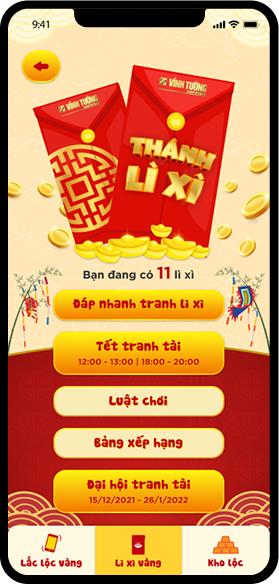 9:41
VĨNH TƯỜNG
VĨNH TƯỜNG
THÁNH
LÌ XÌ
Bạn đang có 11 lì xì
Đáp nhanh tranh lì xì
Tết tranh tài
12:00 - 13:00 | 18:00 - 20:00
Luật chơi
Bảng xếp hạng
Đại hội tranh tài
15/12/2021 - 26/1/2022
Lắc lộc vàng
Lì xì vàng
Kho lộc